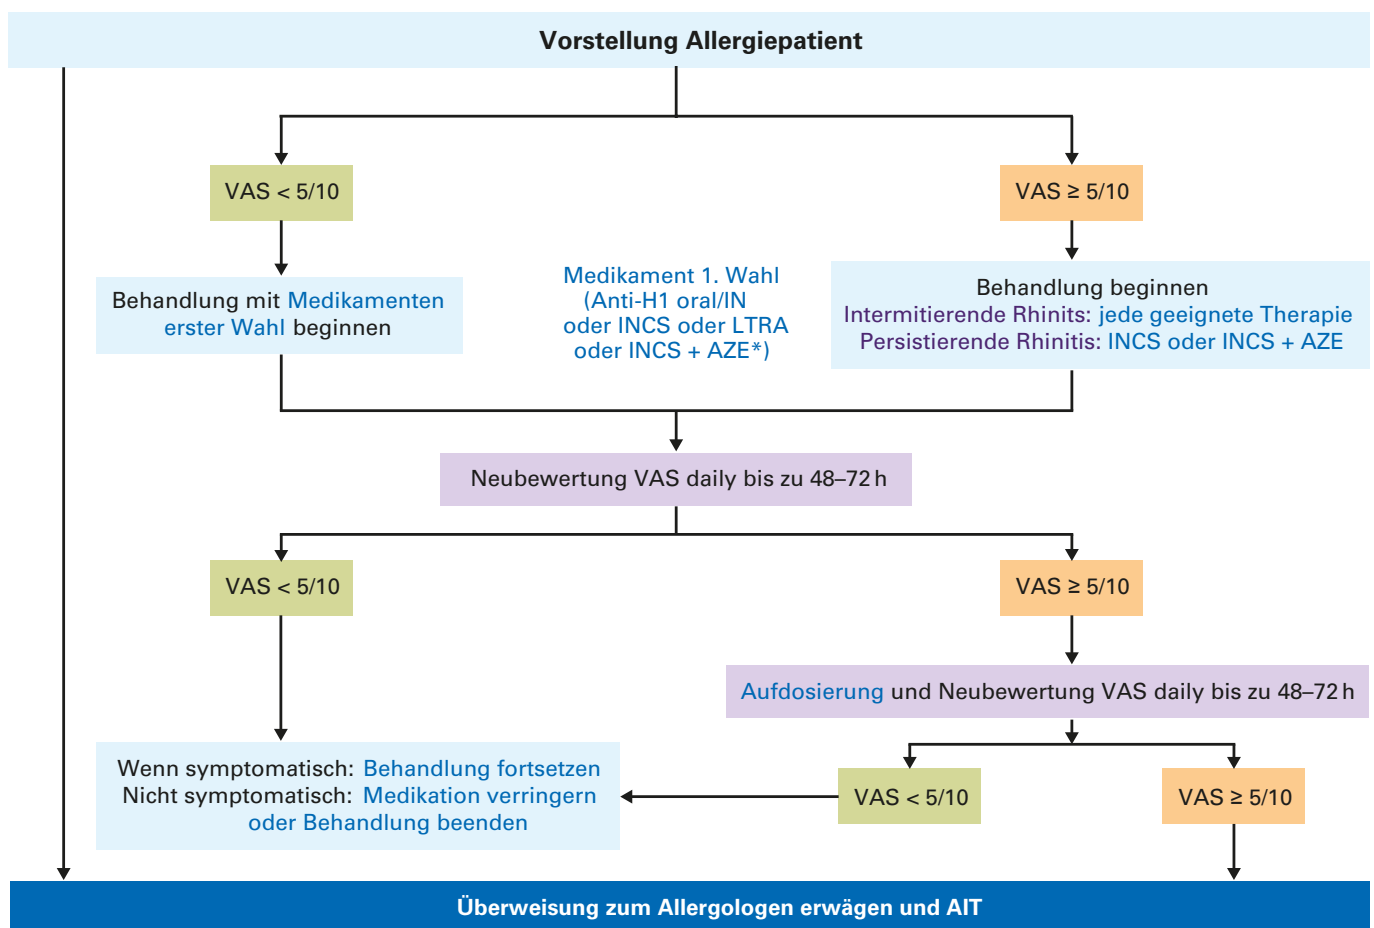 Vorstellung Allergiepatient
VAS < 5/10
VAS ≥ 5/10
Behandlung mit Medikamenten
erster Wahl beginnen
Medikament 1. Wahl
(Anti-H1 oral/IN
oder INCS oder LTRA
oder INCS + AZE*)
Behandlung beginnen
Intermitierende Rhinits: jede geeignete Therapie
Persistierende Rhinitis: INCS oder INCS + AZE
Neubewertung VAS daily bis zu 48–72 h
VAS < 5/10
VAS ≥ 5/10
Aufdosierung und Neubewertung VAS daily bis zu 48–72 h
Wenn symptomatisch: Behandlung fortsetzen
Nicht symptomatisch: Medikation verringern
oder Behandlung beenden
VAS < 5/10
VAS ≥ 5/10
Überweisung zum Allergologen erwägen und AIT